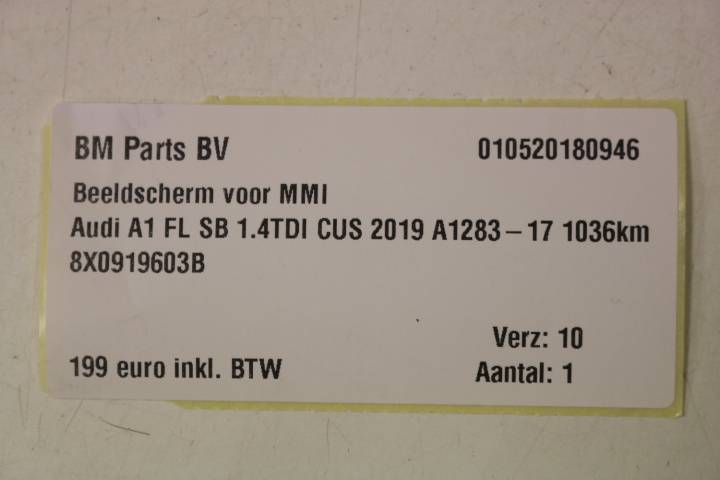 BM Parts BV 010520180946
Beeldscherm voor MMI
Audi A1 FL SB 1.4TDI CUS 2019 A1283-17 1036km
8X0919603B
Verz: 10
199 euro inkl. BTW Aantal: 1